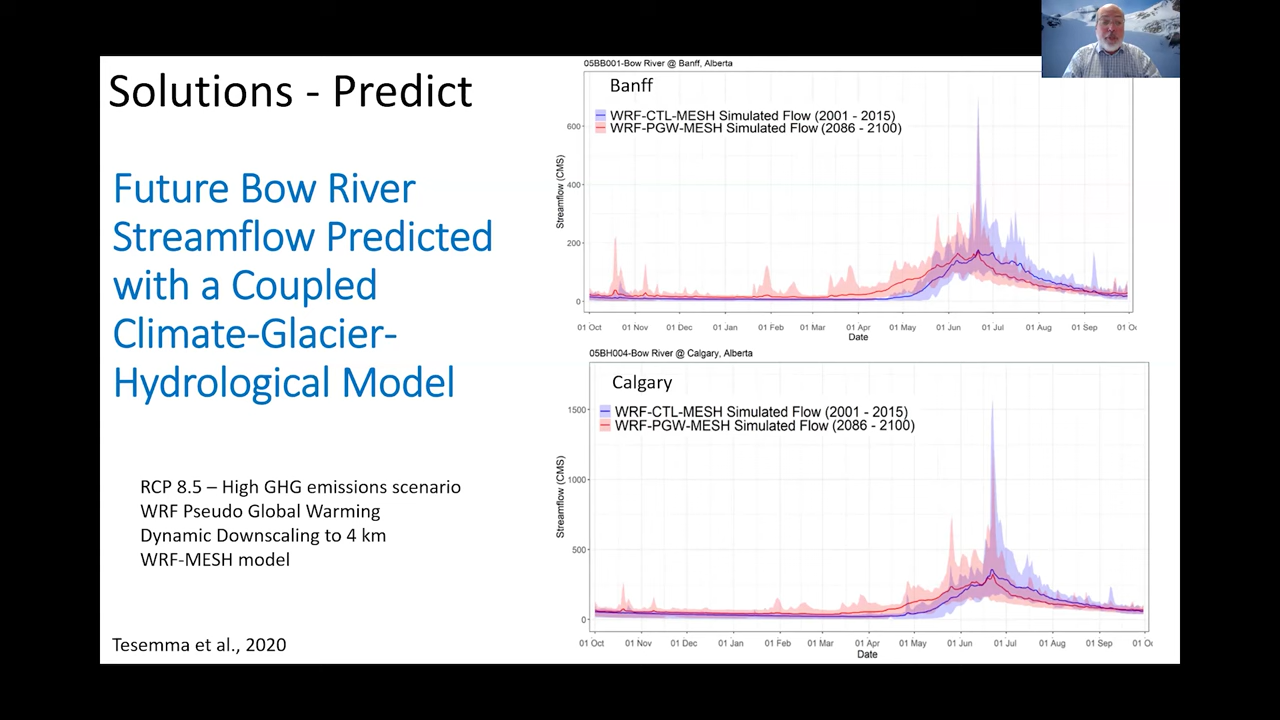 Solutions - Predict
Future Bow River
Streamflow Predicted
with a Coupled
Climate-Glacier-
Hydrological Model
RCP 8.5 – High GHG emissions scenario
WRF Pseudo Global Warming
Dynamic Downscaling to 4 km
WRF-MESH model
Tesemma et al., 2020
05BB001-Bow River @ Banff, Alberta
Banff
WRF-CTL-MESH Simulated Flow (2001 - 2015)
WRF-PGW-MESH Simulated Flow (2086 - 2100)
Streamflow (CMS)
600
400
200
0
01 Oct 01 Nov 01 Dec 01 Jan 01 Feb 01 Mar 01 Apr 01 May 01 Jun 01 Jul 01 Aug 01 Sep 01 Oc
Date
05BH004-Bow River @ Calgary, Alberta
Calgary
WRF-CTL-MESH Simulated Flow (2001 - 2015)
WRF-PGW-MESH Simulated Flow (2086 - 2100)
Streamflow (CMS)
1500
1000
500
0
01 Oct 01 Nov 01 Dec 01 Jan 01 Feb 01 Mar 01 Apr 01 May 01 Jun 01 Jul 01 Aug 01 Sep 01 Oc
Date